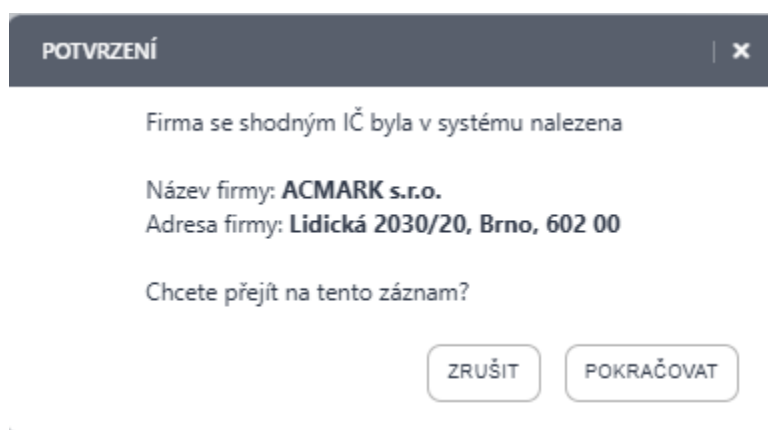 POTVRZENÍ
Firma se shodným IČ byla v systému nalezena
Název firmy: ACMARK s.r.o.
Adresa firmy: Lidická 2030/20, Brno, 602 00
Chcete přejít na tento záznam?
ZRUŠIT
POKRAČOVAT